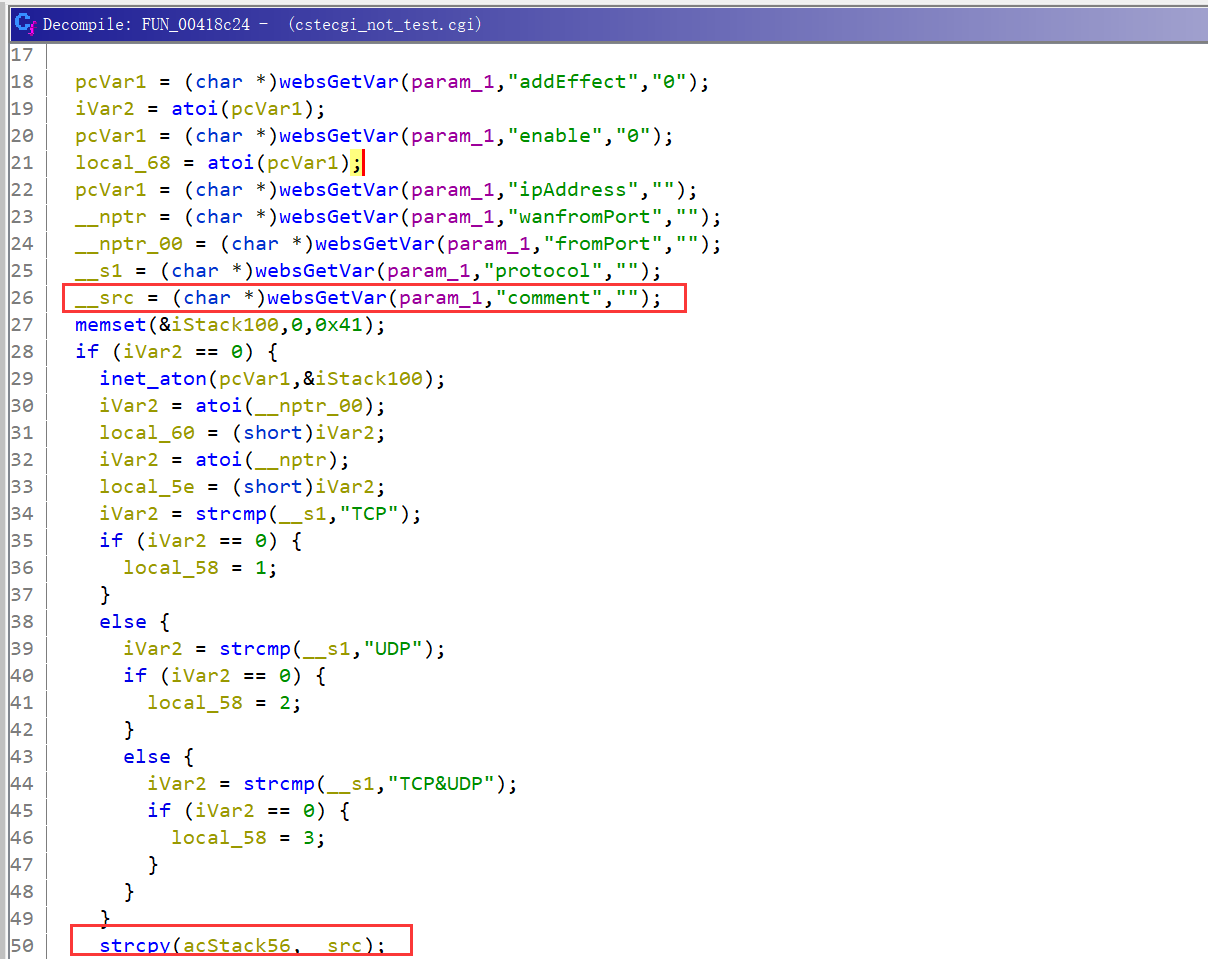 Decompile: FUN_00418c24 - (cstecgi_not_test.cgi)
17
18 pcVar1 = (char *)websGetVar(param_1,"addEffect","0");
19 iVar2 = atoi(pcVar1);
20 pcVar1 = (char *)websGetVar(param_1,"enable","0");
21 local_68 = atoi(pcVar1);
22 pcVar1 = (char *)websGetVar(param_1,"ipAddress","");
23 __nptr = (char *)websGetVar(param_1,"wanfromPort","");
24 __nptr_00 = (char *)websGetVar(param_1,"fromPort","");
25 __s1 = (char *)websGetVar(param_1,"protocol","");
26 __src = (char *)websGetVar(param_1,"comment","");
27 memset(&iStack100,0,0x41);
28 if (iVar2 == 0) {
29 inet_aton(pcVar1,&iStack100);
30 iVar2 = atoi(__nptr_00);
31 local_60 = (short)iVar2;
32 iVar2 = atoi(__nptr);
33 local_5e = (short)iVar2;
34 iVar2 = strcmp(__s1,"TCP");
35 if (iVar2 == 0) {
36 local_58 = 1;
37 }
38 else {
39 iVar2 = strcmp(__s1,"UDP");
40 if (iVar2 == 0) {
41 local_58 = 2;
42 }
43 else {
44 iVar2 = strcmp(__s1,"TCP&UDP");
45 if (iVar2 == 0) {
46 local_58 = 3;
47 }
48 }
49 }
50 strcpy(acStack56,__src);